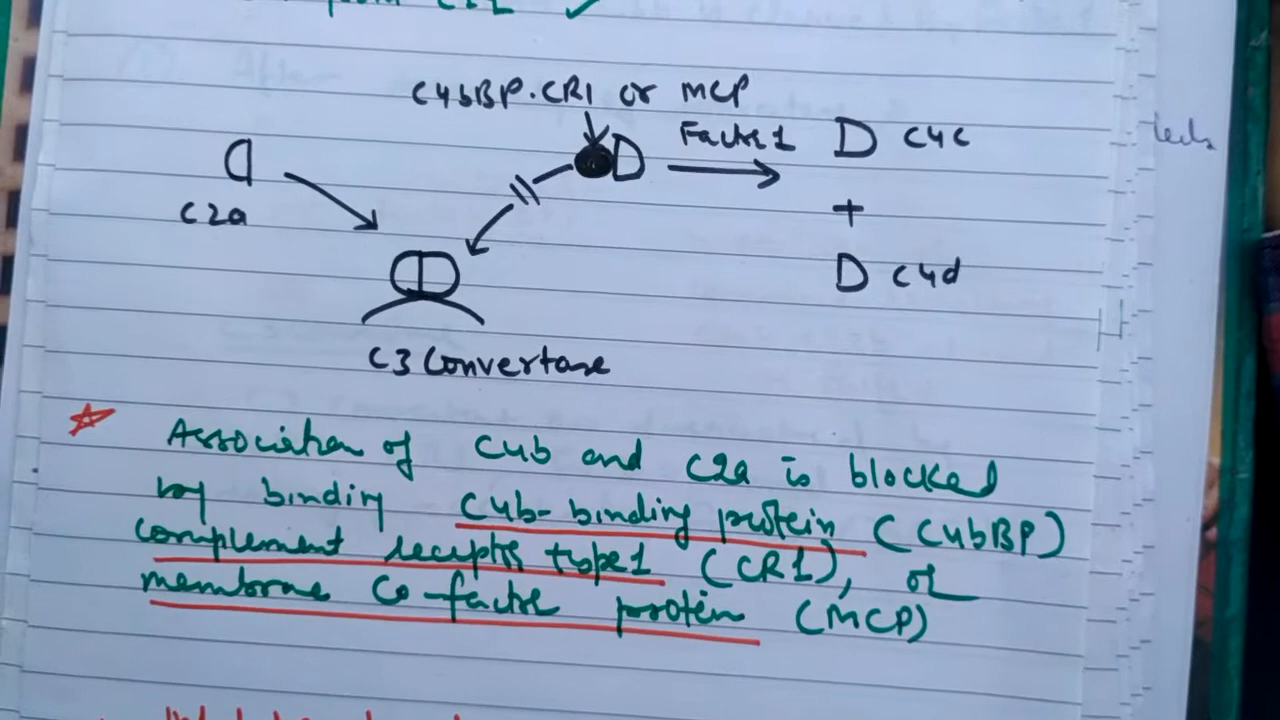 C4bBP.CR1 or MCP
Factor 1
D C4c
C2a
+
D C4d
C3 Convertase
Association of C4b and C2a is blocked
by binding C4b-binding protein (C4bBP)
complement receptor type 1 (CR1), or
membrane Co-factor protein (MCP)